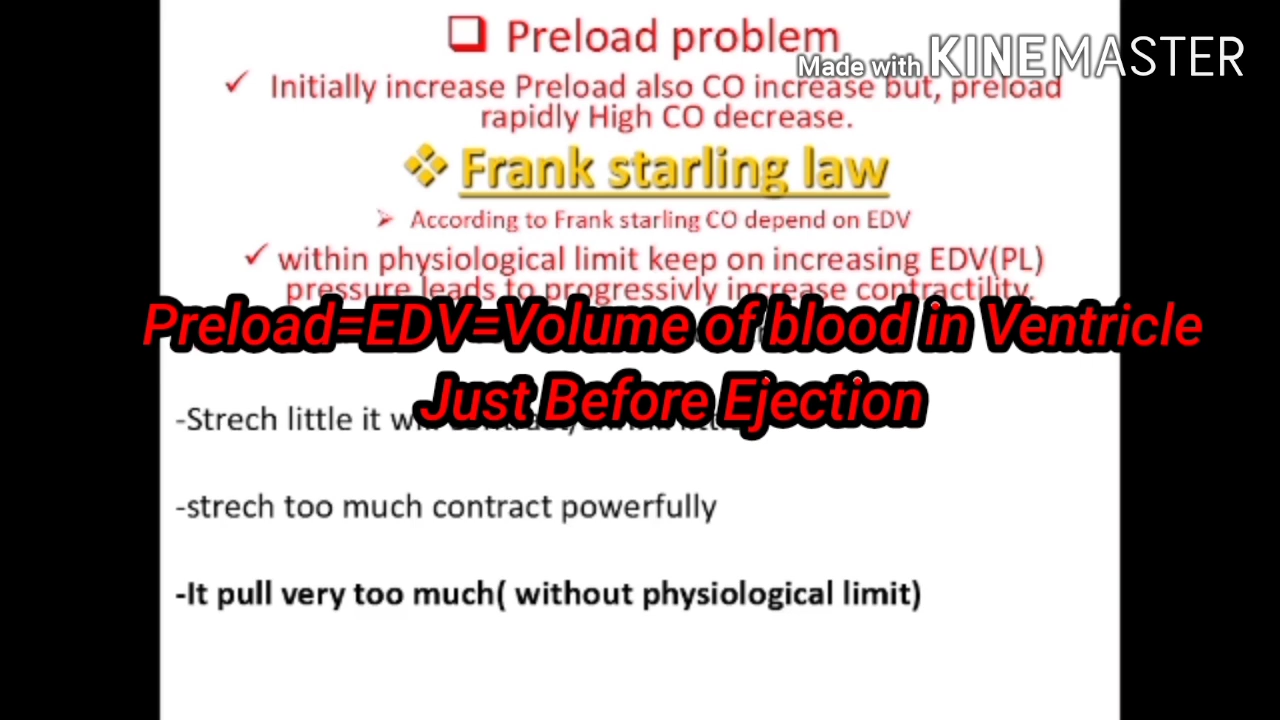 ❑ Preload problem
Made with KINEMASTER
✓ Initially increase Preload also CO increase but, preload
rapidly High CO decrease.
❖ Frank starling law
➢ According to Frank starling CO depend on EDV
✓ within physiological limit keep on increasing EDV(PL)
pressure leads to progressivly increase contractility.
Preload=EDV=Volume of blood in Ventricle
Just Before Ejection
-Strech little it will
-strech too much contract powerfully
-It pull very too much( without physiological limit)